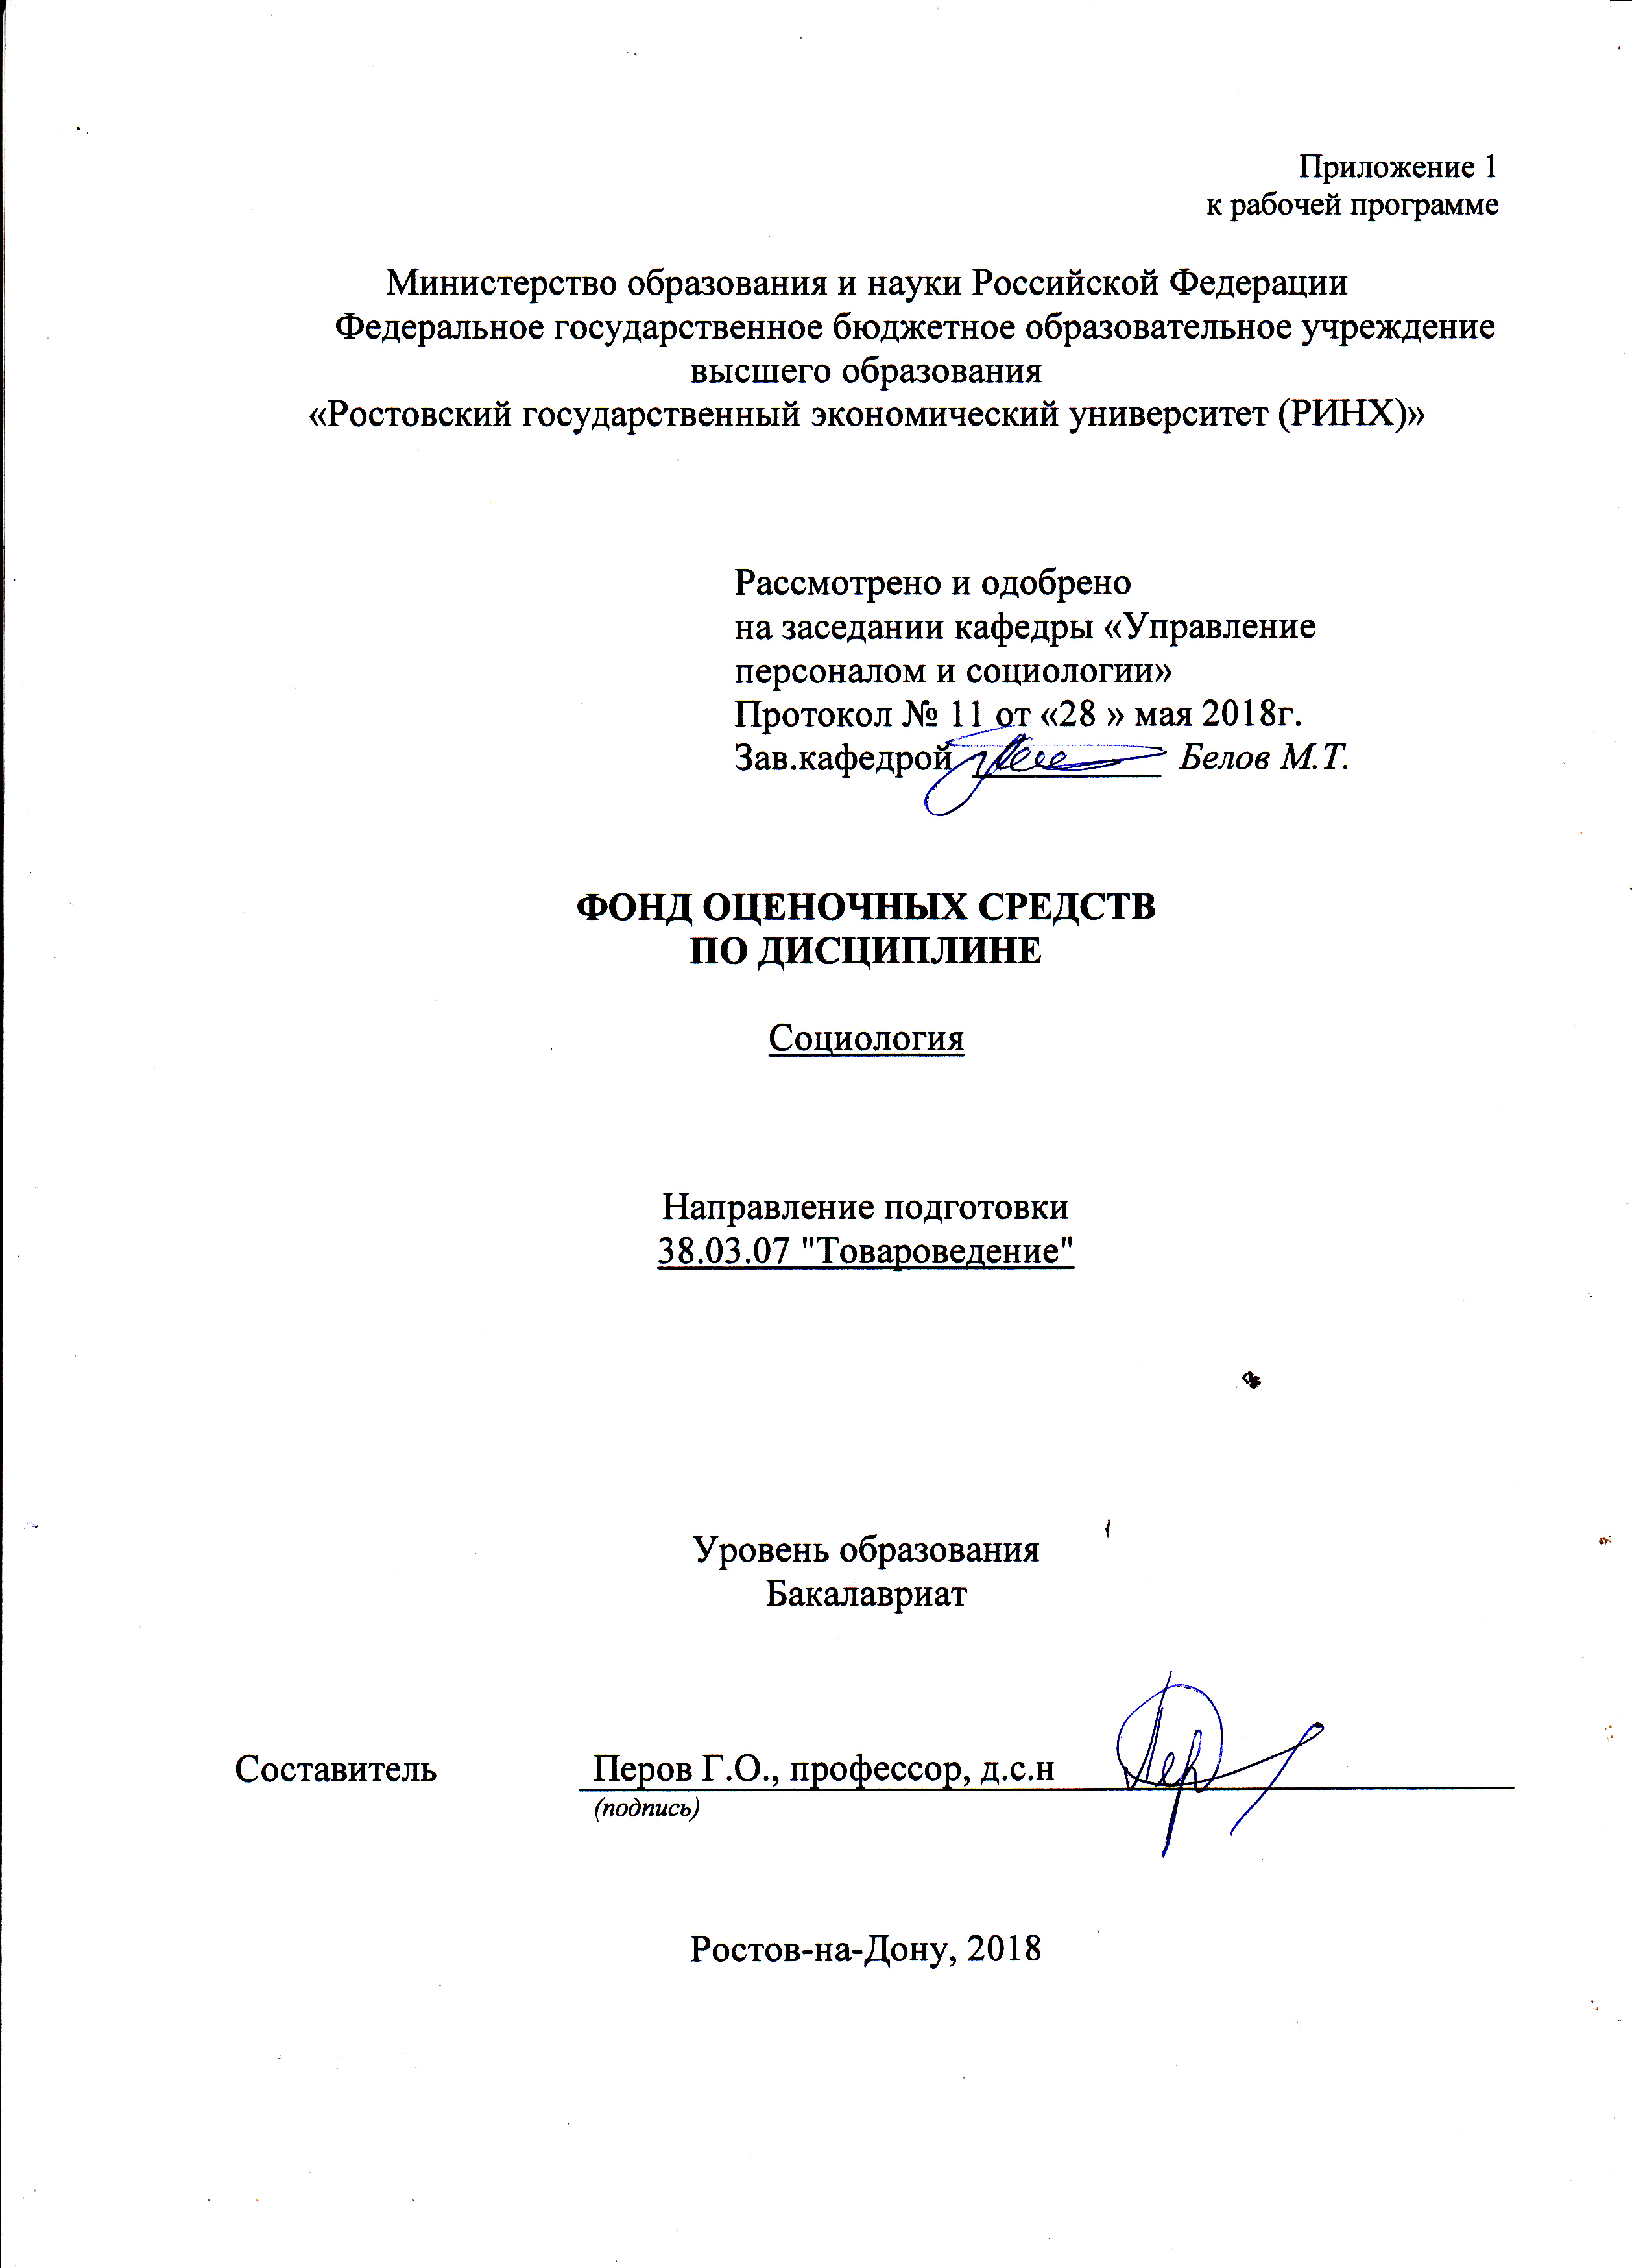 Приложение 1
к рабочей программе
Министерство образования и науки Российской Федерации
Федеральное государственное бюджетное образовательное учреждение
высшего образования
«Ростовский государственный экономический университет (РИНХ)»
Рассмотрено и одобрено
на заседании кафедры «Управление
персоналом и социологии»
Протокол № 11 от «28 » мая 2018г.
Зав.кафедрой Белов М.Т.
ФОНД ОЦЕНОЧНЫХ СРЕДСТВ
ПО ДИСЦИПЛИНЕ
Социология
Направление подготовки
38.03.07 "Товароведение"
Уровень образования
Бакалавриат
Составитель Перов Г.О., профессор, д.с.н
(подпись)
Ростов-на-Дону, 2018